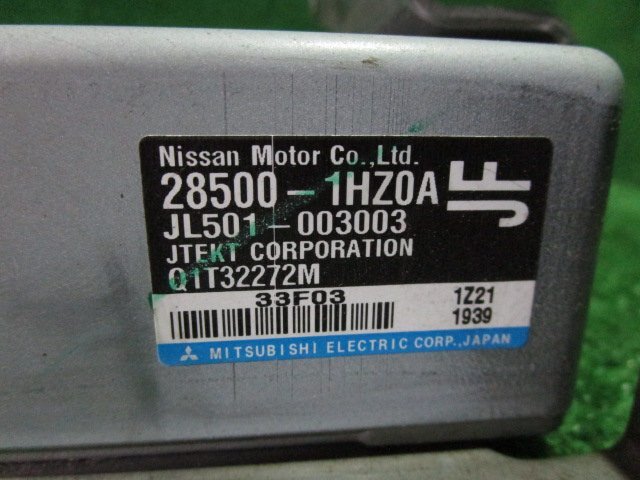 Nissan Motor Co.,Ltd.
28500-1HZ0A
JF
JL501-003003
JTEKT CORPORATION
Q1T32272M
33F03
1Z21
1939
MITSUBISHI ELECTRIC CORP.,JAPAN